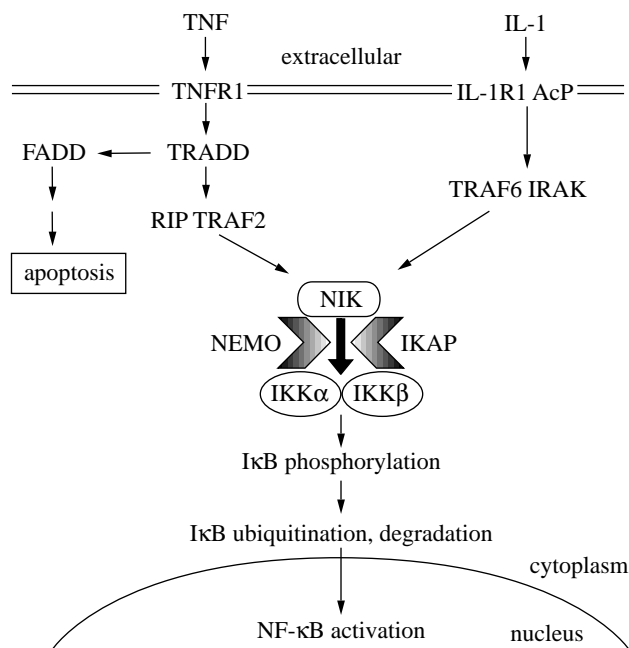 TNF
IL-1
extracellular
TNFR1
IL-1R1 AcP
FADD
TRADD
TRAF6 IRAK
RIP TRAF2
apoptosis
NIK
NEMO
IKAP
IKKα
IKKβ
IκB phosphorylation
IκB ubiquitination, degradation
cytoplasm
NF-κB activation
nucleus